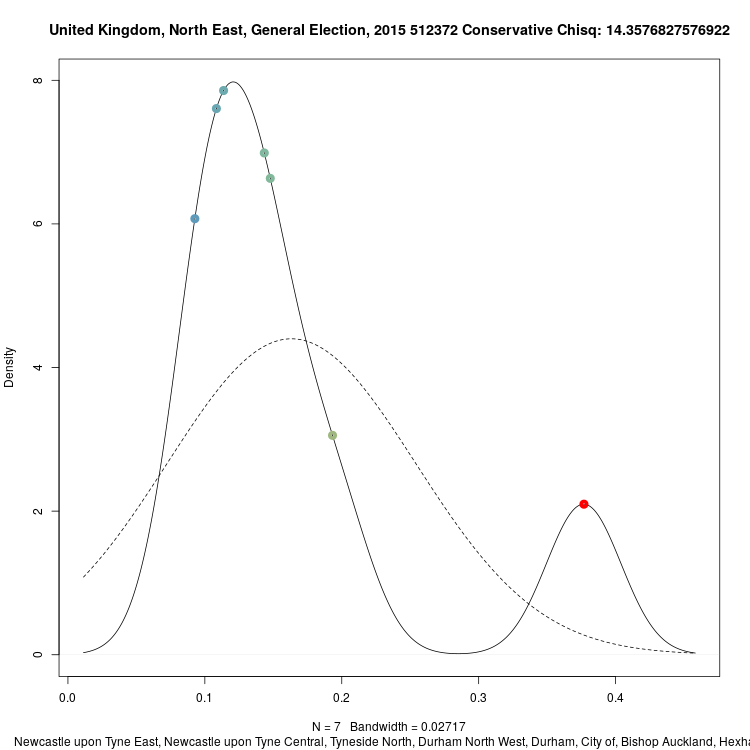 United Kingdom, North East, General Election, 2015 512372 Conservative Chisq: 14.3576827576922
Density
8
6
4
2
0
0.0 0.1 0.2 0.3 0.4
N = 7 Bandwidth = 0.02717
Newcastle upon Tyne East, Newcastle upon Tyne Central, Tyneside North, Durham North West, Durham, City of, Bishop Auckland, Hexha